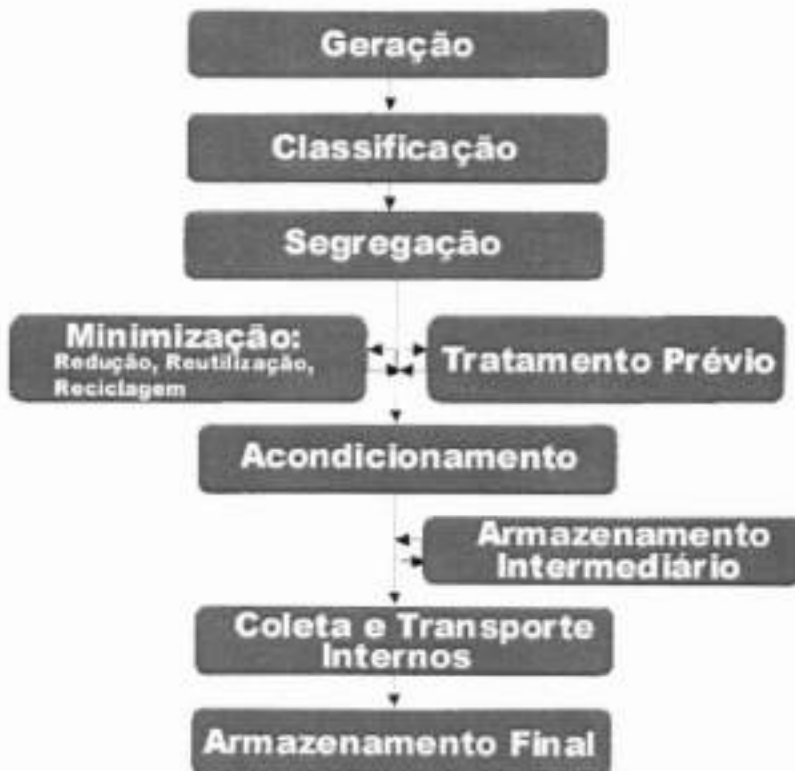 Geração
Classificação
Segregação
Minimização:
Redução, Reutilização,
Reciclagem
Tratamento Prévio
Acondicionamento
Armazenamento
Intermediário
Coleta e Transporte
Internos
Armazenamento Final